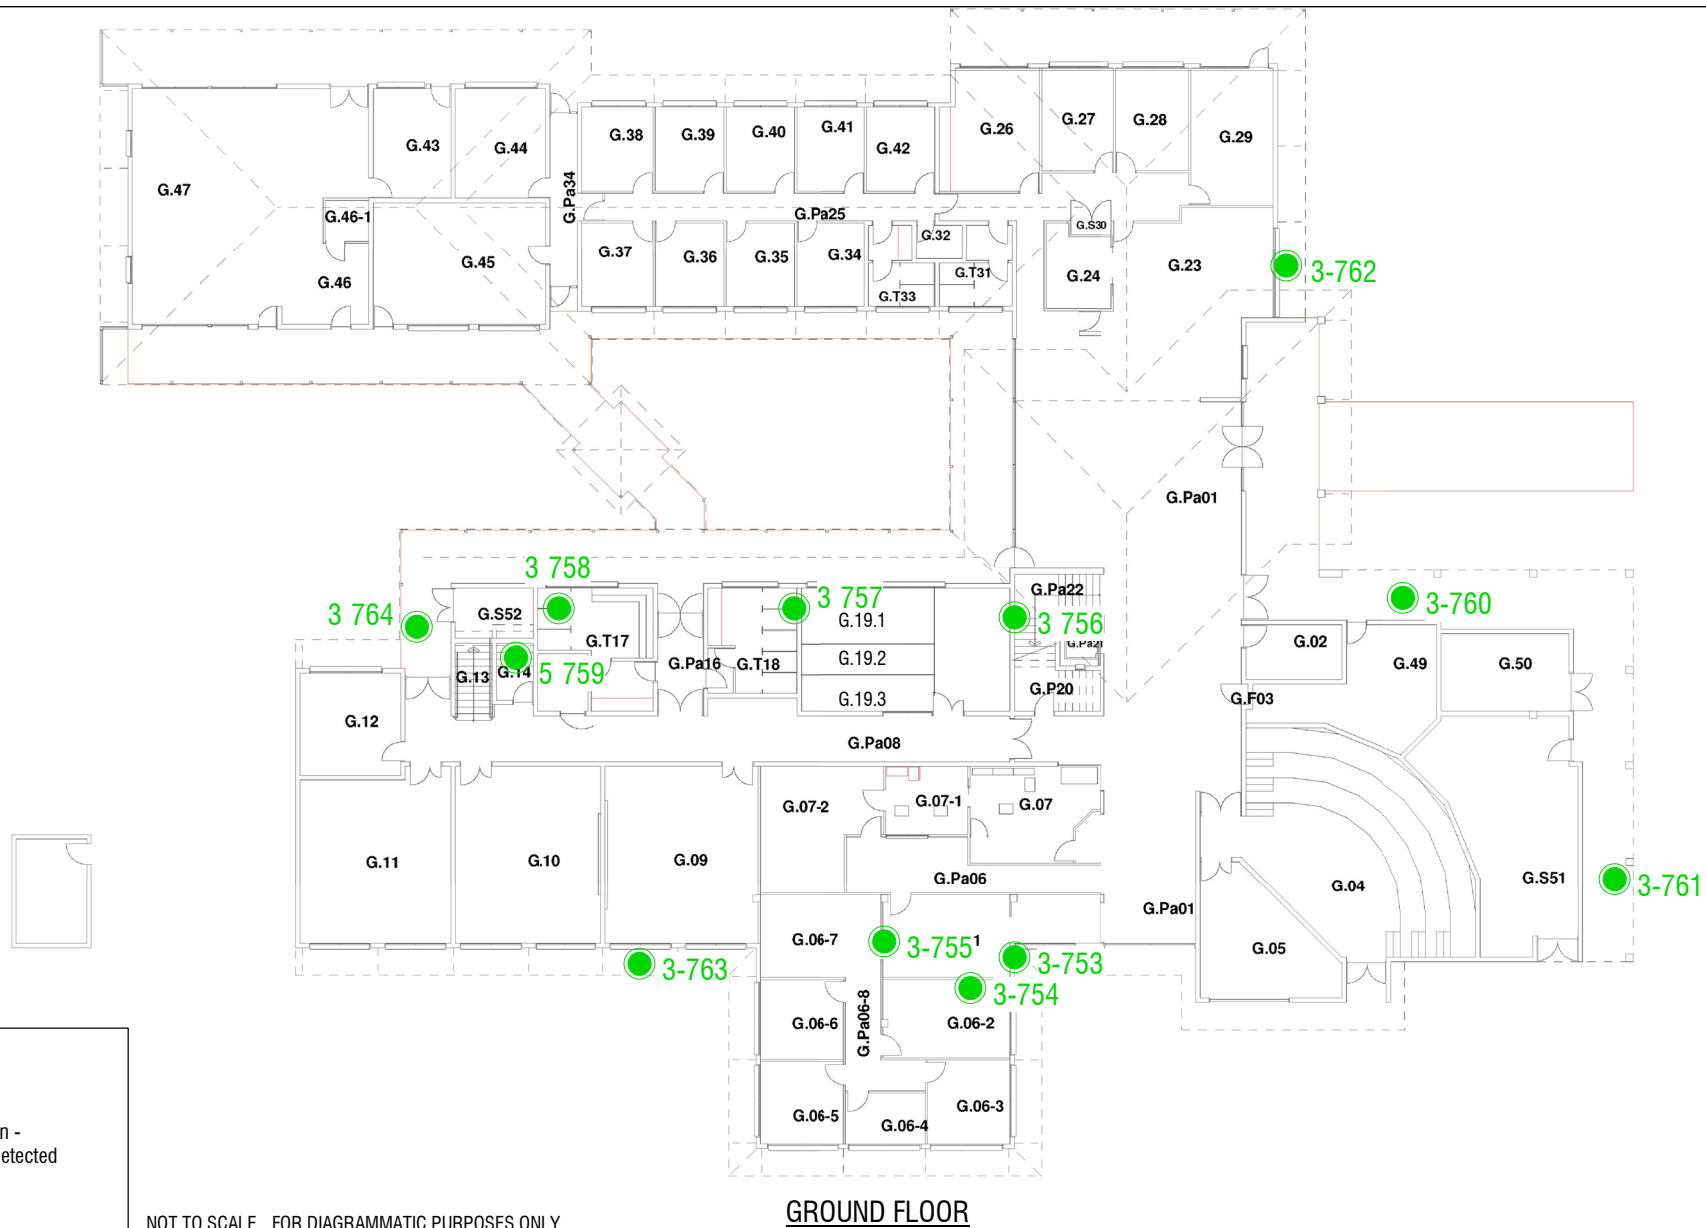 G.26
G.27
G.28
G.29
G.38
G.39
G.40
G.41
G.42
G.43
G.44
G.47
G.Pa34
G.46-1
G.Pa25
G.S30
G.32
G.37
G.36
G.35
G.34
G.45
G.46
G.T33
G.T31
G.24
G.23
3-762
G.Pa01
3 758
3 757
G.Pa22
3-760
3 764
G.S52
G.T17
G.19.1
3 756
G.Pa21
G.02
G.49
G.50
G.13
G.14
5 759
G.Pa16
G.T18
G.19.2
G.P20
G.19.3
G.F03
G.12
G.Pa08
G.07-2
G.07-1
G.07
G.11
G.10
G.09
G.Pa06
G.04
G.S51
3-761
G.Pa01
G.06-7
3-755
1
3-753
G.05
3-763
3-754
G.06-6
G.Pa06-8
G.06-2
G.06-5
G.06-4
G.06-3
n -
etected
NOT TO SCALE FOR DIAGRAMMATIC PURPOSES ONLY
GROUND FLOOR